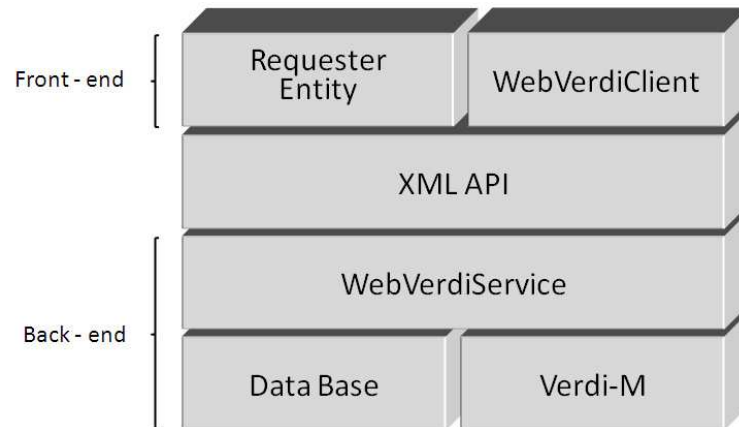 Front - end
Requester
Entity
WebVerdiClient
XML API
Back - end
WebVerdiService
Data Base
Verdi-M